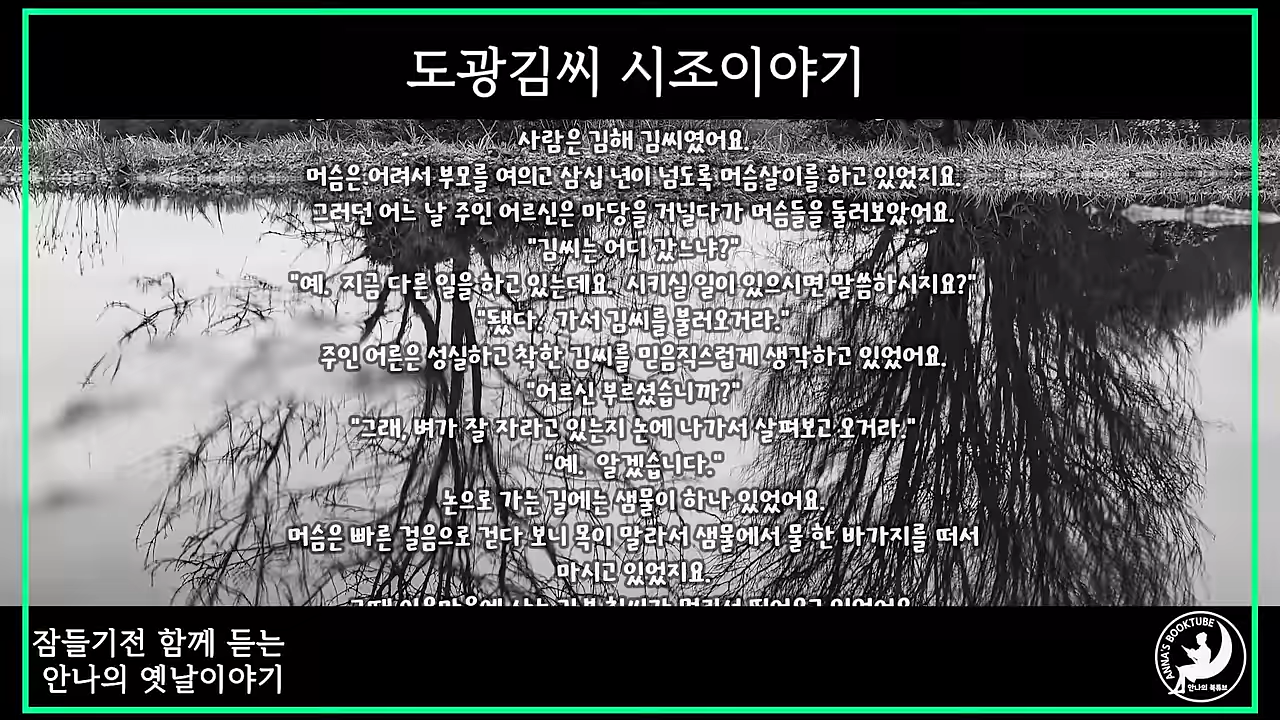 도광김씨 시조이야기
사람은 김해 김씨였어요.
머슴은 어려서 부모를 여의고 삼십 년이 넘도록 머슴살이를 하고 있었지요.
그러던 어느 날 주인 어르신은 마당을 거닐다가 머슴들을 둘러보았어요.
"김씨는 어디 갔느냐?"
"예. 지금 다른 일을 하고 있는데요. 시키실 일이 있으시면 말씀하시지요?"
"됐다. 가서 김씨를 불러오거라."
주인 어른은 성실하고 착한 김씨를 믿음직스럽게 생각하고 있었어요.
"어르신 부르셨습니까?"
"그래, 벼가 잘 자라고 있는지 논에 나가서 살펴보고 오거라."
"예. 알겠습니다."
논으로 가는 길에는 샘물이 하나 있었어요.
머슴은 빠른 걸음으로 걷다 보니 목이 말라서 샘물에서 물 한 바가지를 떠서
마시고 있었지요.
잠들기전 함께 듣는
안나의 옛날이야기
ANNA'S BOOKTUBE
안나의 북튜브